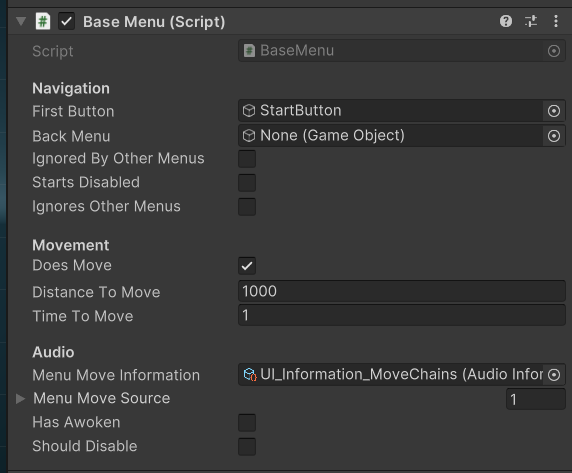 Base Menu (Script)
Script BaseMenu
Navigation
First Button StartButton
Back Menu None (Game Object)
Ignored By Other Menus
Starts Disabled
Ignores Other Menus
Movement
Does Move
Distance To Move 1000
Time To Move 1
Audio
Menu Move Information UI_Information_MoveChains (Audio Infor
Menu Move Source 1
Has Awoken
Should Disable